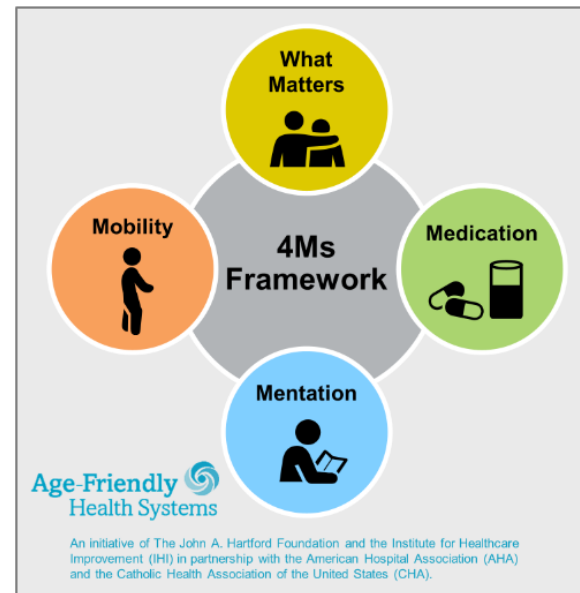 What
Matters
Mobility
4Ms
Framework
Medication
Mentation
Age-Friendly
Health Systems
An initiative of The John A. Hartford Foundation and the Institute for Healthcare
Improvement (IHI) in partnership with the American Hospital Association (AHA)
and the Catholic Health Association of the United States (CHA).